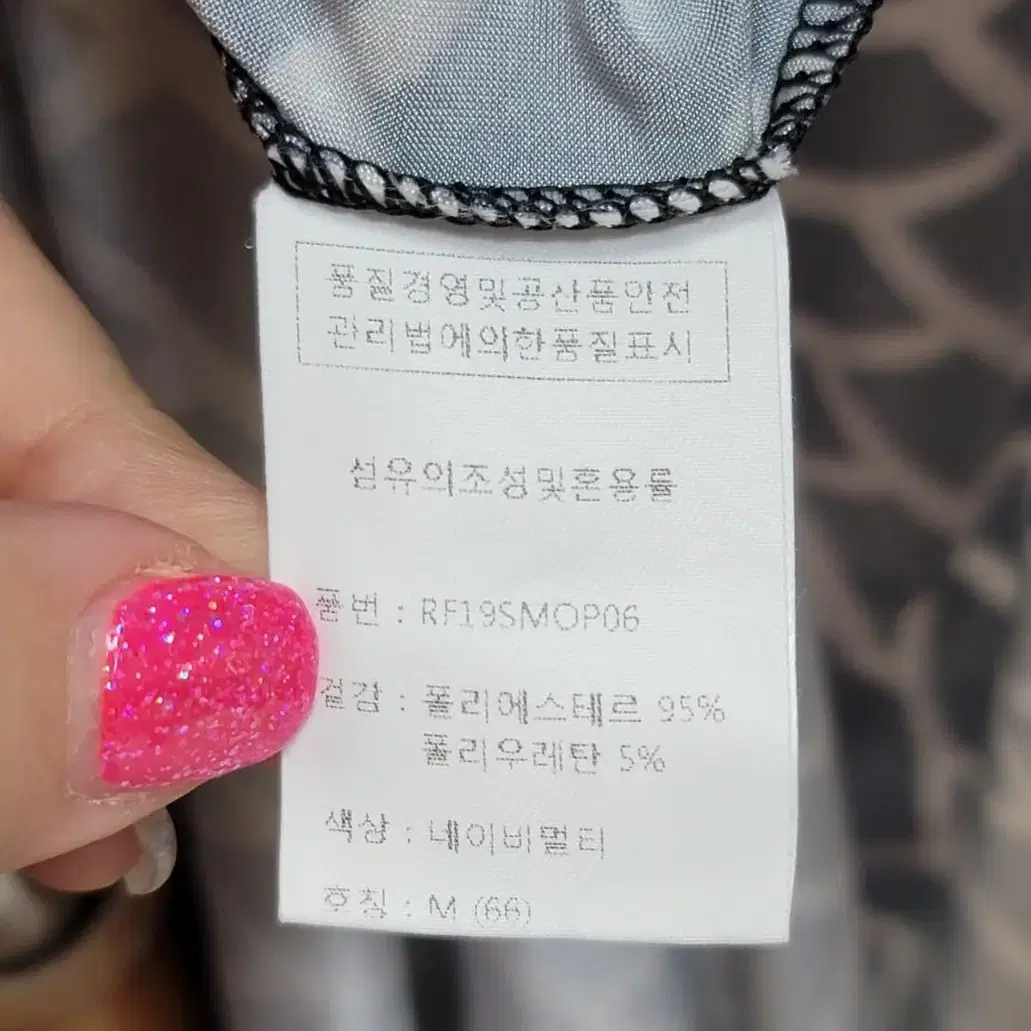 품질경영및공산품안전
관리법에의한품질표시
섬유의조성및혼용률
품번 : RF19SMOP06
겉감 : 폴리에스테르 95%
폴리우레탄 5%
색상 : 네이비멀티
호칭 : M (66)